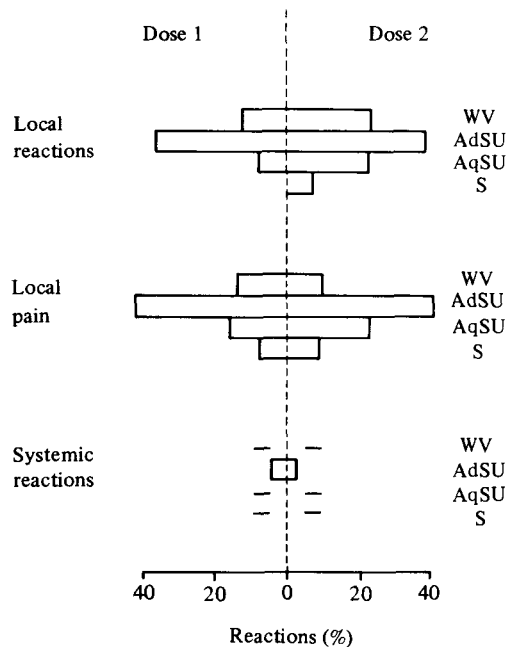 Dose 1 Dose 2
Local
reactions
WV
AdSU
AqSU
S
Local
pain
WV
AdSU
AqSU
S
Systemic
reactions
WV
AdSU
AqSU
S
40 20 0 20 40
Reactions (%)